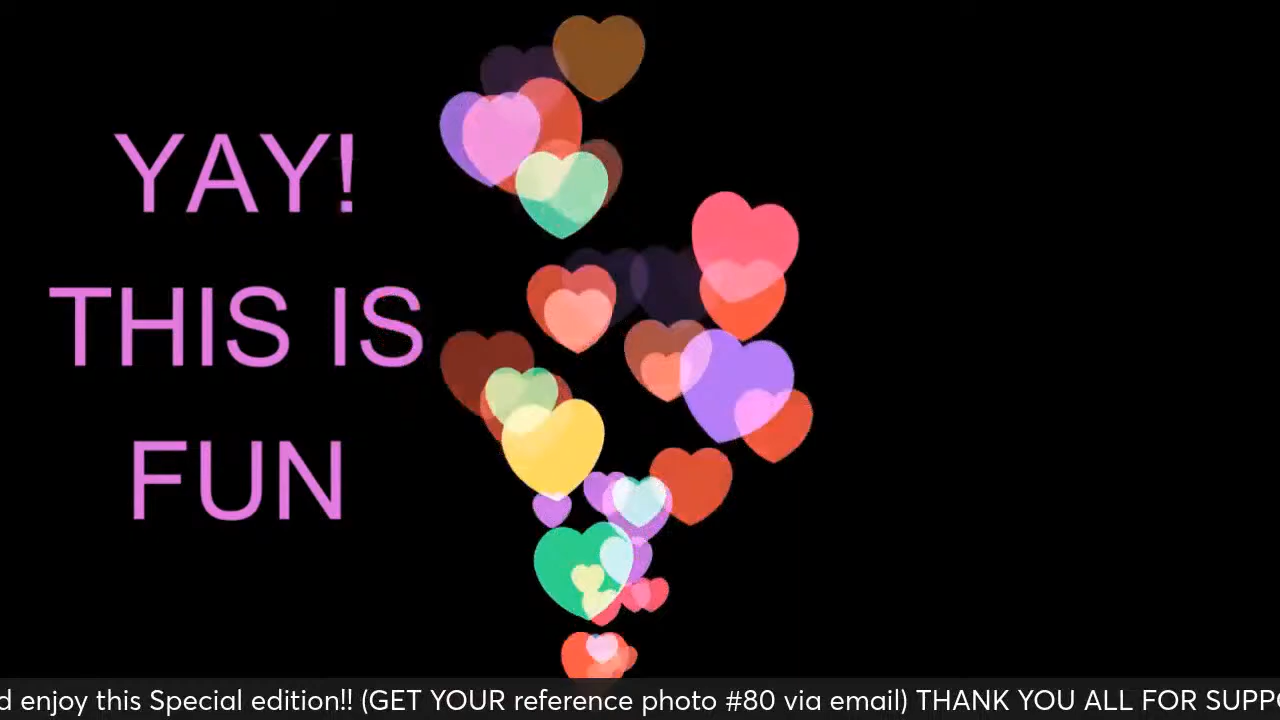 YAY!
THIS IS
FUN
enjoy this Special edition!! (GET YOUR reference photo #80 via email) THANK YOU ALL FOR